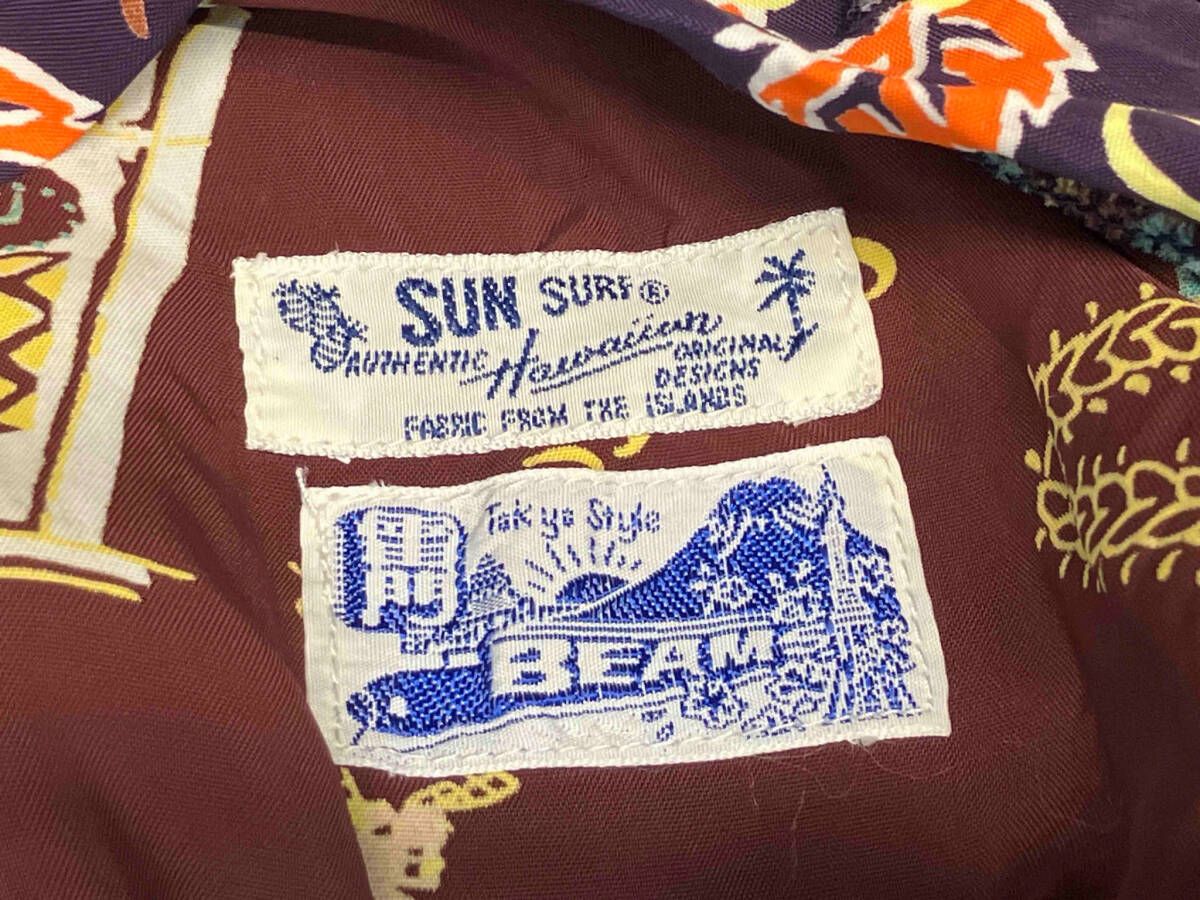 SUN SURF®
AUTHENTIC Hawaiian ORIGINAL
DESIGNS
FABRIC FROM THE ISLANDS
Tokyo Style
BEAMS